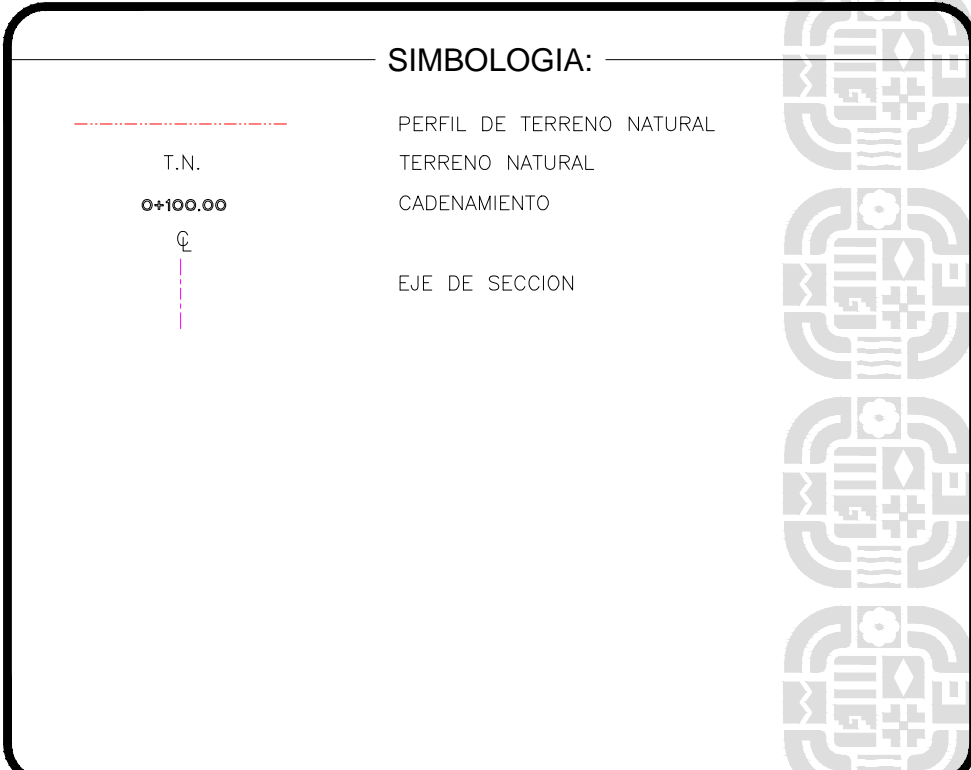 SIMBOLOGIA:
PERFIL DE TERRENO NATURAL
T.N. TERRENO NATURAL
0+100.00 CADENAMIENTO
℄
EJE DE SECCION